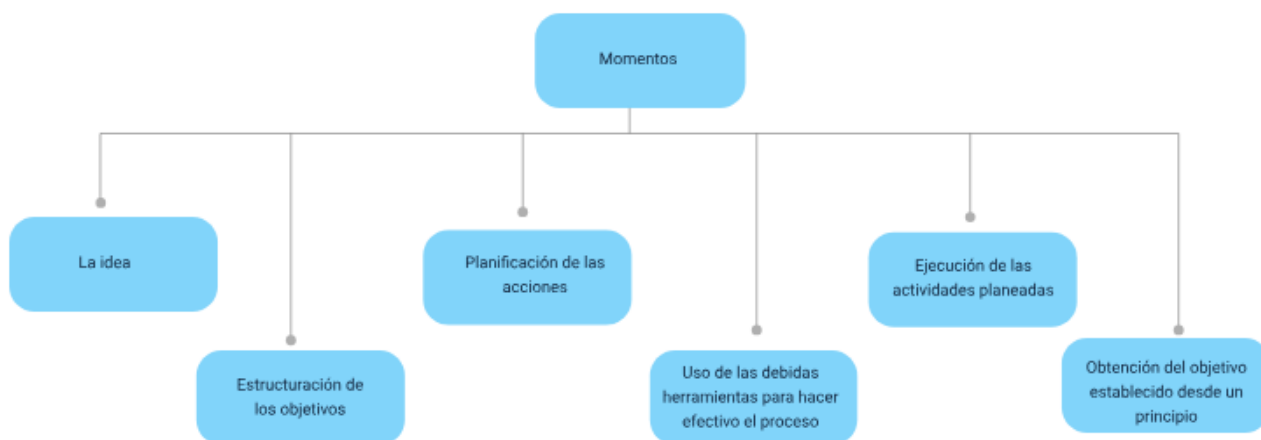 Momentos
La idea
Estructuración de
los objetivos
Planificación de las
acciones
Uso de las debidas
herramientas para hacer
efectivo el proceso
Ejecución de las
actividades planeadas
Obtención del objetivo
establecido desde un
principio